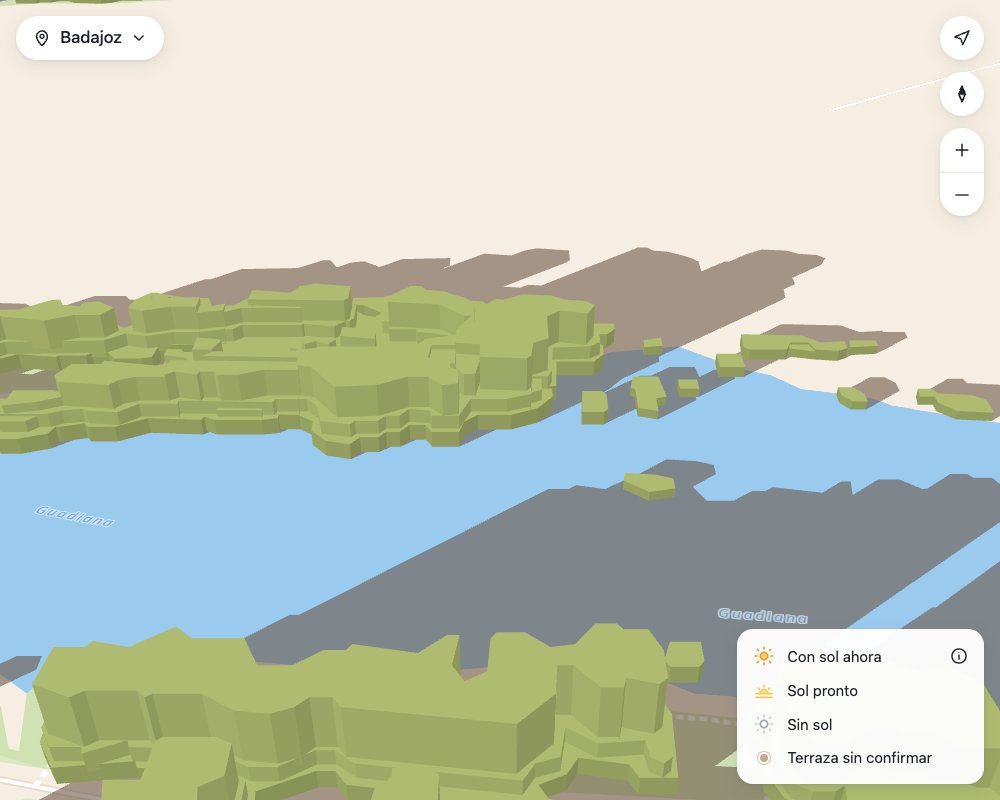 Badajoz
Guadiana
Guadiana
Con sol ahora
Sol pronto
Sin sol
Terraza sin confirmar